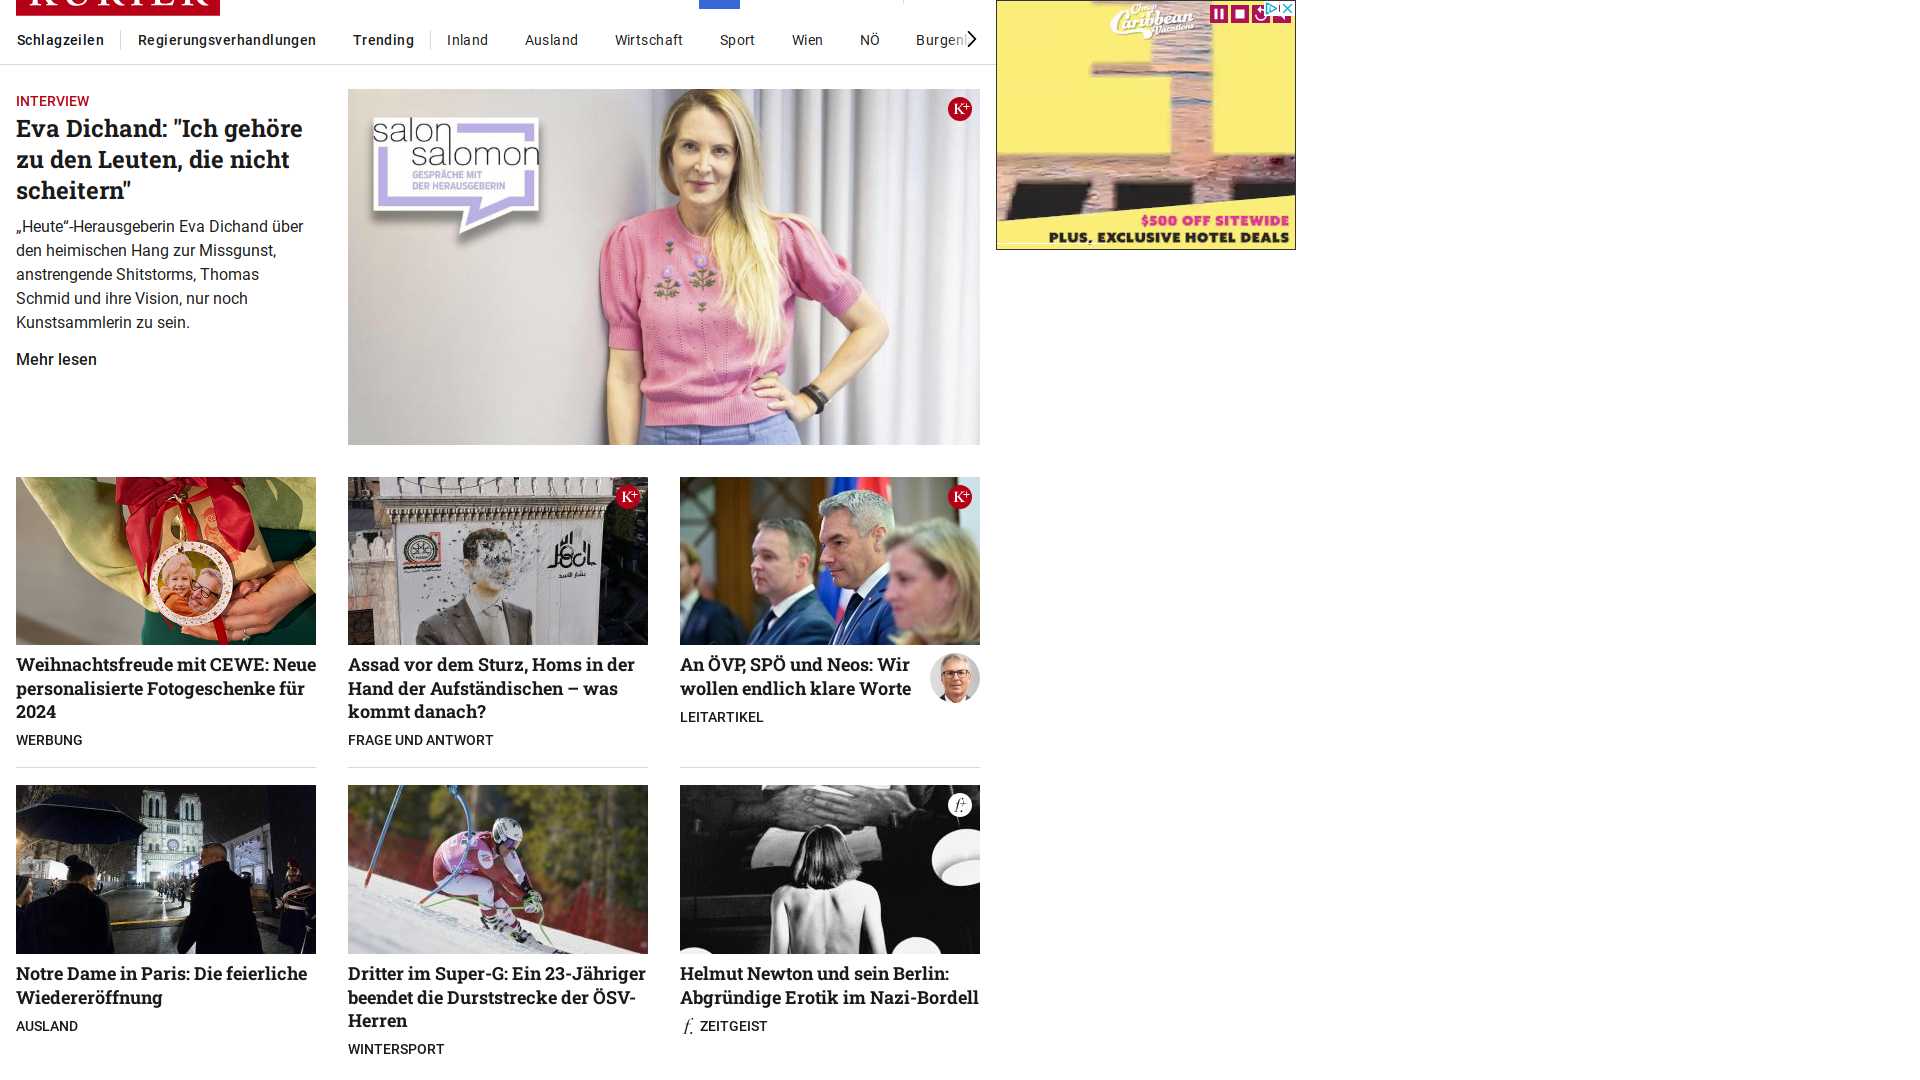 KURIER
Schlagzeilen
Regierungsverhandlungen
Trending
Inland
Ausland
Wirtschaft
Sport
Wien
NÖ
INTERVIEW
Eva Dichand: "Ich gehöre
zu den Leuten, die nicht
scheitern"
„Heute“-Herausgeberin Eva Dichand über
den heimischen Hang zur Missgunst,
anstrengende Shitstorms, Thomas
Schmid und ihre Vision, nur noch
Kunstsammlerin zu sein.
Mehr lesen
salon
salomon
GESPRÄCHE MIT
DER HERAUSGEBERIN
K+
Cheap
Caribbean
Vacations
$500 OFF SITEWIDE
PLUS, EXCLUSIVE HOTEL DEALS
Weihnachtsfreude mit CEWE: Neue
personalisierte Fotogeschenke für
2024
WERBUNG
K+
Assad vor dem Sturz, Homs in der
Hand der Aufständischen – was
kommt danach?
FRAGE UND ANTWORT
K+
An ÖVP, SPÖ und Neos: Wir
wollen endlich klare Worte
LEITARTIKEL
Notre Dame in Paris: Die feierliche
Wiedereröffnung
AUSLAND
Dritter im Super-G: Ein 23-Jähriger
beendet die Durststrecke der ÖSV-
Herren
WINTERSPORT
f+
Helmut Newton und sein Berlin:
Abgründige Erotik im Nazi-Bordell
f. ZEITGEIST